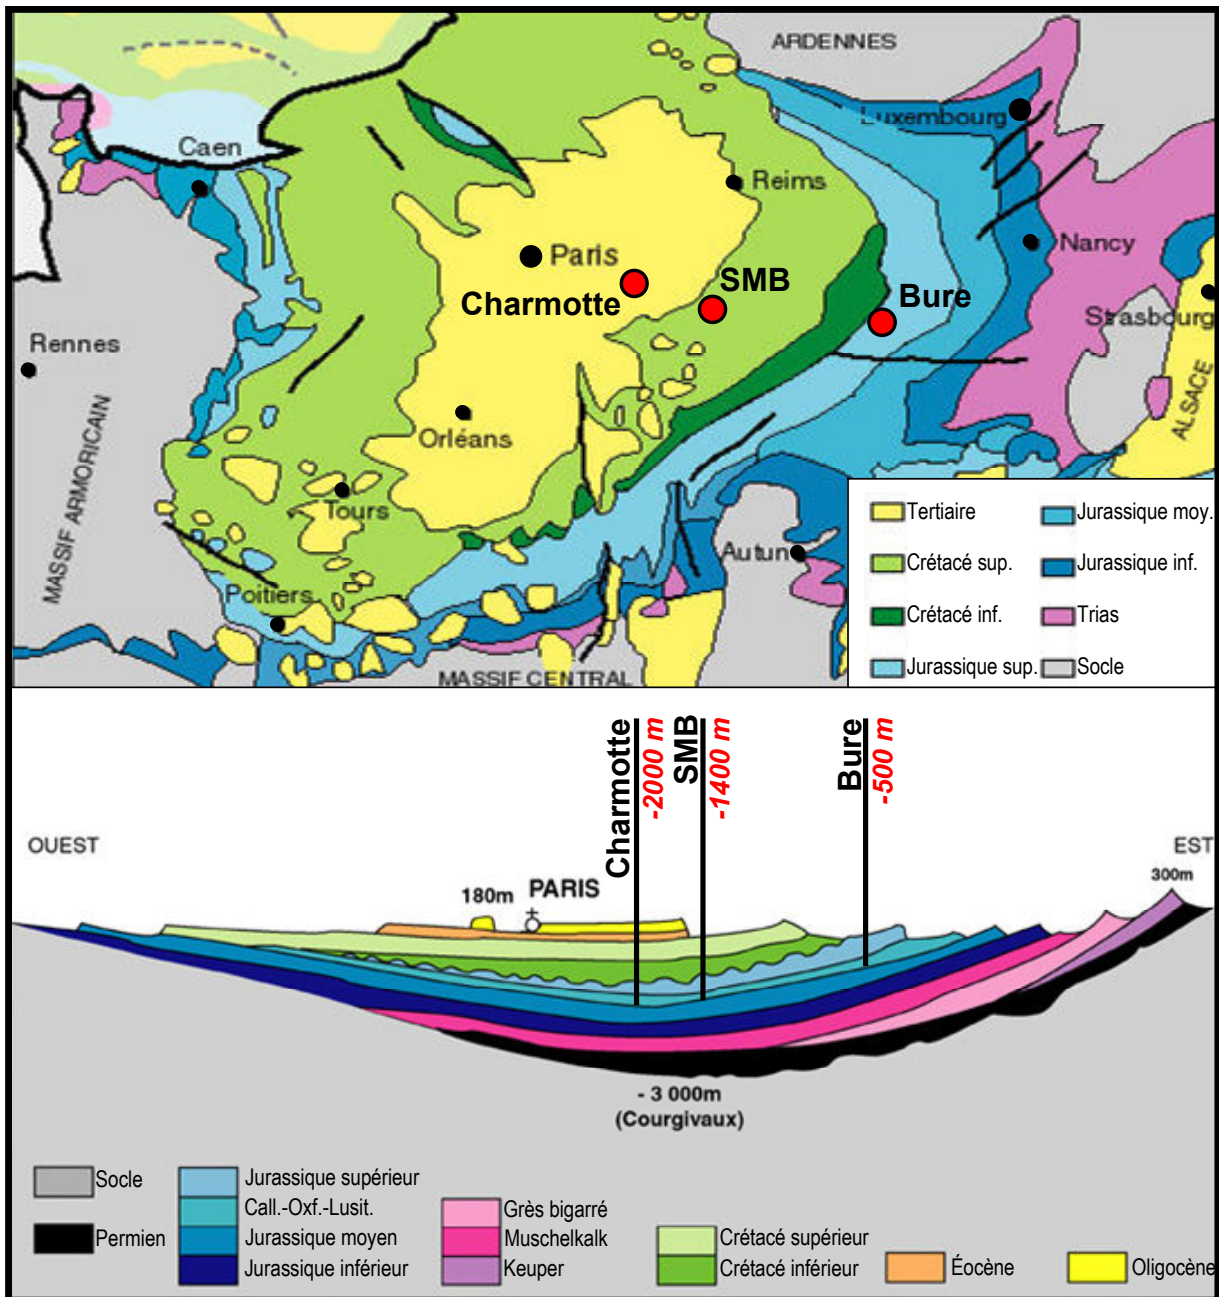 ARDENNES
Luxembourg
Caen
Reims
Paris
Nancy
SMB
Charmotte
Bure
Strasbourg
Rennes
ALSACE
MASSIF ARMORICAIN
Orléans
Tours
Autun
Poitiers
MASSIF CENTRAL
Tertiaire
Jurassique moy.
Crétacé sup.
Jurassique inf.
Crétacé inf.
Trias
Jurassique sup.
Socle
Charmotte
-2000 m
SMB
-1400 m
Bure
-500 m
OUEST
EST
300m
180m
PARIS
- 3 000m
(Courgivaux)
Socle
Permien
Jurassique supérieur
Call.-Oxf.-Lusit.
Jurassique moyen
Jurassique inférieur
Grès bigarré
Muschelkalk
Keuper
Crétacé supérieur
Crétacé inférieur
Éocène
Oligocène